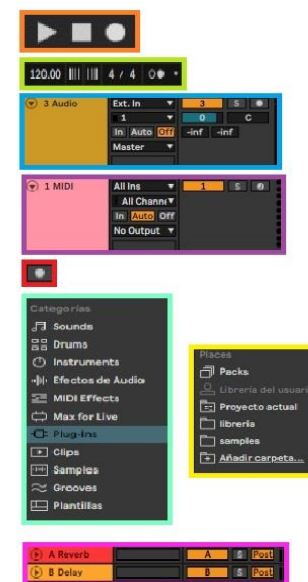 120.00 4 / 4
3 Audio Ext. In 3 S
1 0 C
In Auto Off -inf -inf
Master
1 MIDI All Ins 1 S
All Channe
In Auto Off
No Output
Categorías
Sounds
Drums
Instruments
Efectos de Audio
MIDI Effects
Max for Live
Plug-Ins
Clips
Samples
Grooves
Plantillas
Places
Packs
Librería del usuari
Proyecto actual
libreria
samples
Añadir carpeta...
A Reverb A S Post
B Delay B S Post